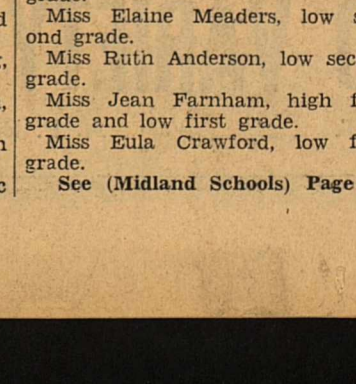 grade.
Miss Elaine Meaders, low s
ond grade.
Miss Ruth Anderson, low sec
grade.
Miss Jean Farnham, high f
grade and low first grade.
Miss Eula Crawford, low f
grade.
See (Midland Schools) Page